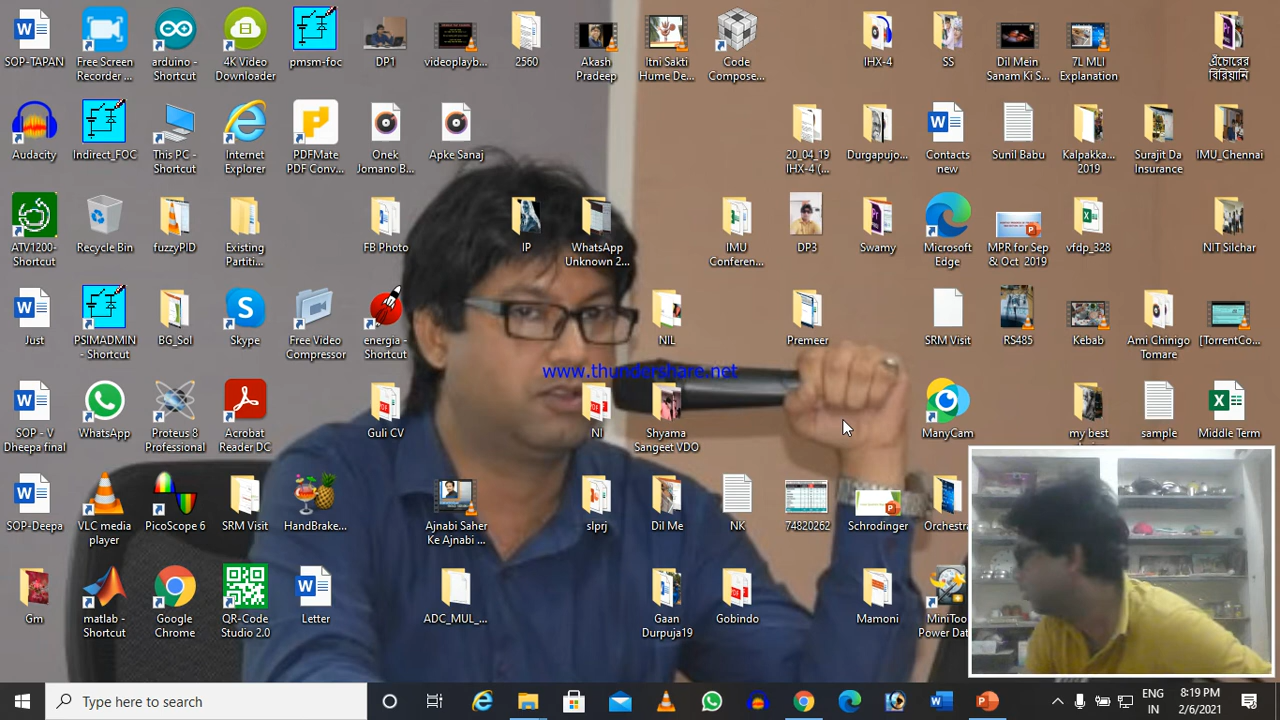 SOP-TAPAN
Free Screen
Recorder ...
arduino -
Shortcut
4K Video
Downloader
pmsm-foc
DP1
videoplayb...
2560
Akash
Pradeep
Itni Sakti
Hume De...
Code
Compose...
IHX-4
SS
Dil Mein
Sanam Ki S...
7L MLI
Explanation
এঁচোরের
বিরিয়ানি
Audacity
Indirect_FOC
This PC -
Shortcut
Internet
Explorer
PDFMate
PDF Conv...
Onek
Jomano B...
Apke Sanaj
20_04_19
IHX-4 (...
Durgapujo...
Contacts
new
Sunil Babu
Kalpakka...
2019
Surajit Da
Insurance
IMU_Chennai
ATV1200-
Shortcut
Recycle Bin
fuzzyPID
Existing
Partiti...
FB Photo
IP
WhatsApp
Unknown 2...
IMU
Conferen...
DP3
Swamy
Microsoft
Edge
MPR for Sep
& Oct 2019
vfdp_328
NIT Silchar
Just
PSIMADMIN
- Shortcut
BG_Sol
Skype
Free Video
Compressor
energia -
Shortcut
NIL
Premeer
SRM Visit
RS485
Kebab
Ami Chinigo
Tomare
[TorrentCo...
www.thundershare.net
SOP - V
Dheepa final
WhatsApp
Proteus 8
Professional
Acrobat
Reader DC
Guli CV
NI
Shyama
Sangeet VDO
ManyCam
my best
sample
Middle Term
SOP-Deepa
VLC media
player
PicoScope 6
SRM Visit
HandBrake...
Ajnabi Saher
Ke Ajnabi ...
slprj
Dil Me
NK
74820262
Schrodinger
Orchestra
Gm
matlab -
Shortcut
Google
Chrome
QR-Code
Studio 2.0
Letter
ADC_MUL_...
Gaan
Durpuja19
Gobindo
Mamoni
MiniTool
Power Dat
Type here to search
ENG
IN
8:19 PM
2/6/2021